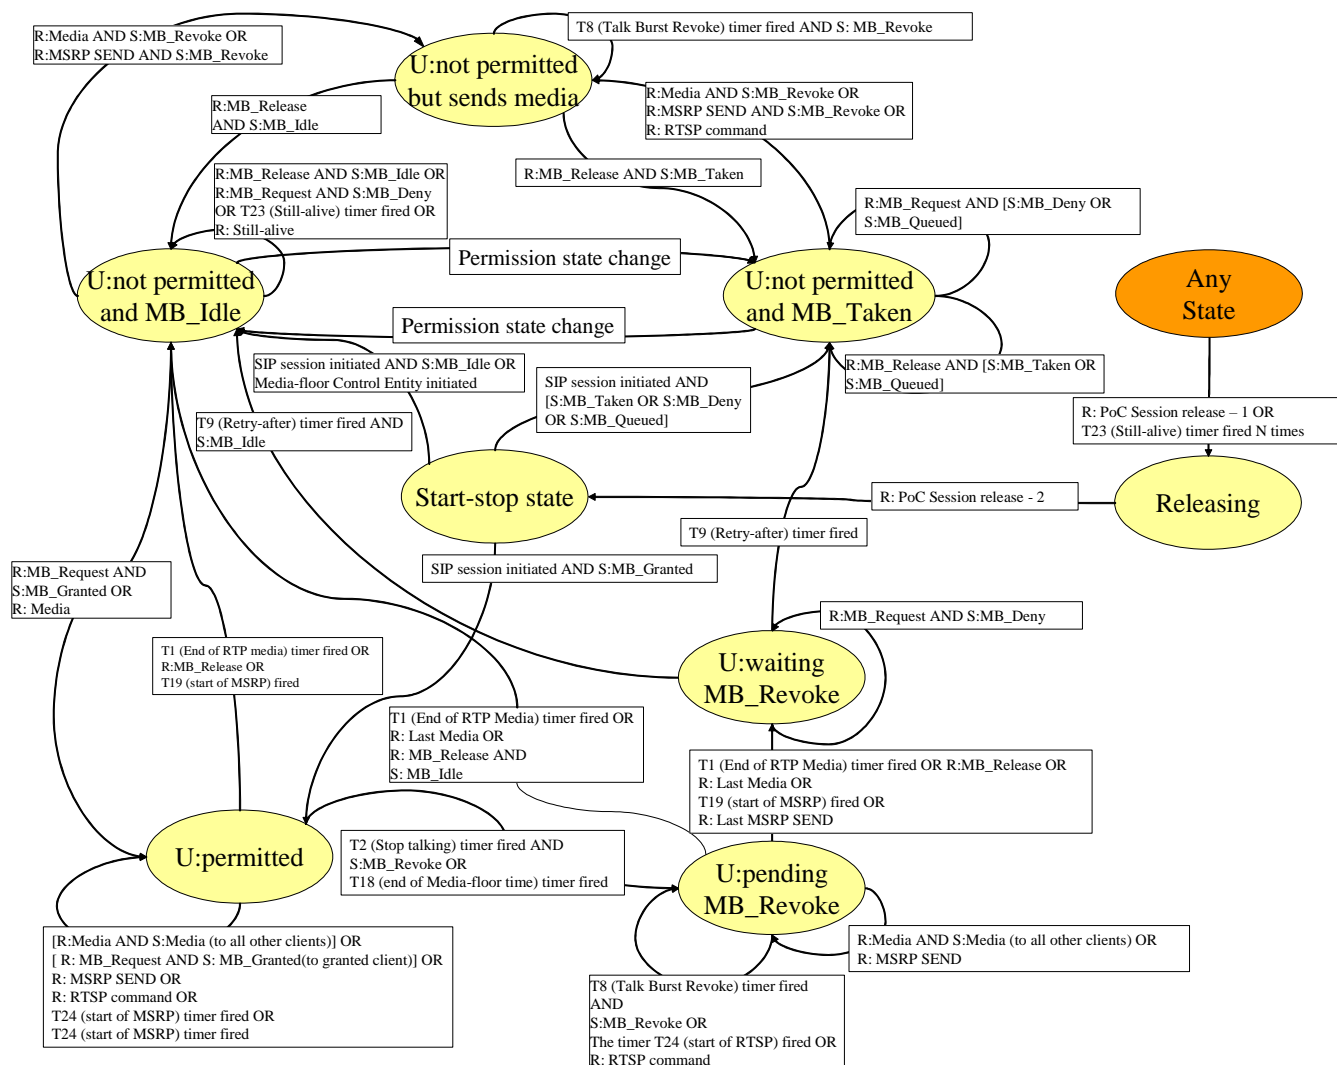 R:Media AND S:MB_Revoke OR
R:MSRP SEND AND S:MB_Revoke
T8 (Talk Burst Revoke) timer fired AND S: MB_Revoke
U:not permitted
but sends media
R:MB_Release
AND S:MB_Idle
R:Media AND S:MB_Revoke OR
R:MSRP SEND AND S:MB_Revoke OR
R: RTSP command
R:MB_Release AND S:MB_Idle OR
R:MB_Request AND S:MB_Deny
OR T23 (Still-alive) timer fired OR
R: Still-alive
R:MB_Release AND S:MB_Taken
R:MB_Request AND [S:MB_Deny OR
S:MB_Queued]
U:not permitted
and MB_Idle
Permission state change
U:not permitted
and MB_Taken
Any
State
Permission state change
SIP session initiated AND S:MB_Idle OR
Media-floor Control Entity initiated
SIP session initiated AND
[S:MB_Taken OR S:MB_Deny
OR S:MB_Queued]
R:MB_Release AND [S:MB_Taken OR
S:MB_Queued]
R: PoC Session release – 1 OR
T23 (Still-alive) timer fired N times
T9 (Retry-after) timer fired AND
S:MB_Idle
Start-stop state
R: PoC Session release - 2
Releasing
T9 (Retry-after) timer fired
SIP session initiated AND S:MB_Granted
R:MB_Request AND
S:MB_Granted OR
R: Media
R:MB_Request AND S:MB_Deny
T1 (End of RTP media) timer fired OR
R:MB_Release OR
T19 (start of MSRP) fired
U:waiting
MB_Revoke
T1 (End of RTP Media) timer fired OR
R: Last Media OR
R: MB_Release AND
S: MB_Idle
T1 (End of RTP Media) timer fired OR R:MB_Release OR
R: Last Media OR
T19 (start of MSRP) fired OR
R: Last MSRP SEND
U:permitted
T2 (Stop talking) timer fired AND
S:MB_Revoke OR
T18 (end of Media-floor time) timer fired
U:pending
MB_Revoke
[R:Media AND S:Media (to all other clients)] OR
[ R: MB_Request AND S: MB_Granted(to granted client)] OR
R: MSRP SEND OR
R: RTSP command OR
T24 (start of MSRP) timer fired OR
T24 (start of MSRP) timer fired
R:Media AND S:Media (to all other clients) OR
R: MSRP SEND
T8 (Talk Burst Revoke) timer fired
AND
S:MB_Revoke OR
The timer T24 (start of RTSP) fired OR
R: RTSP command